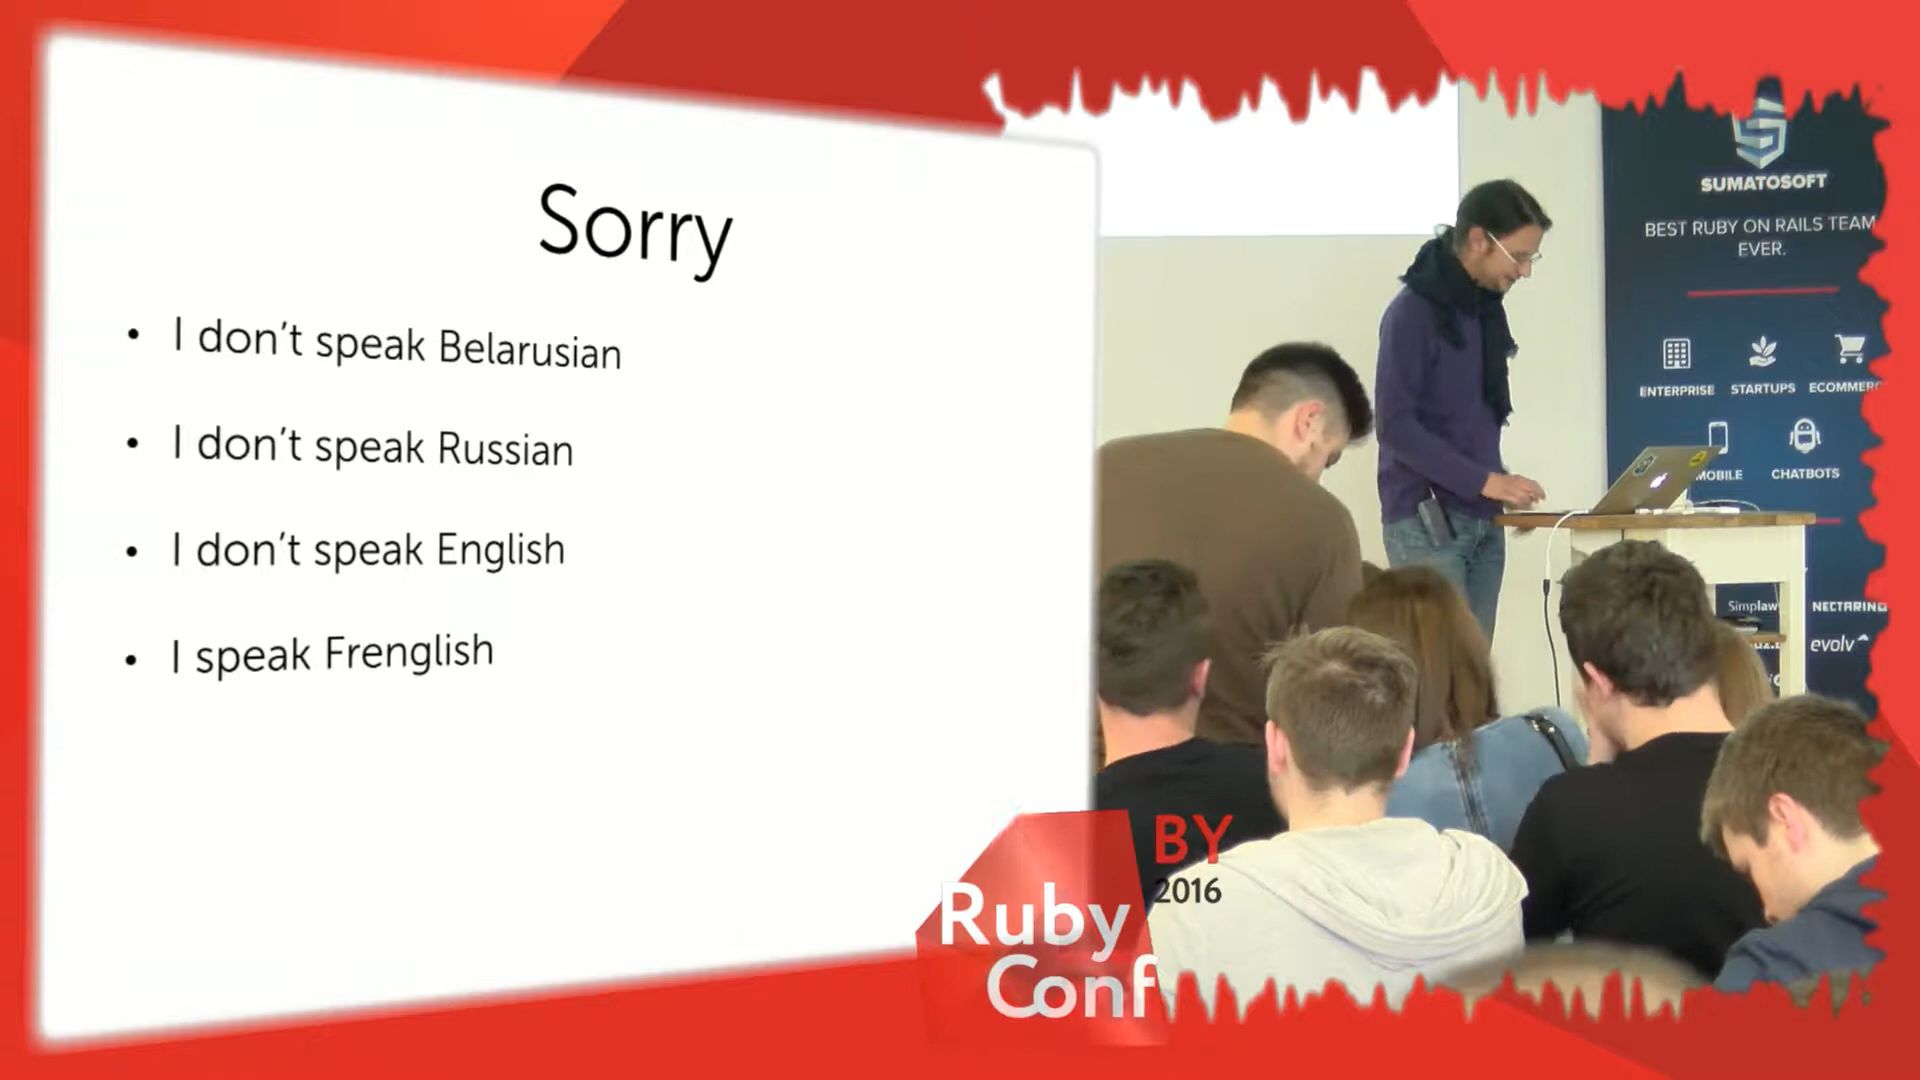 Sorry
• I don't speak Belarusian
• I don't speak Russian
• I don't speak English
• I speak Frenglish
SUMATOSOFT
BEST RUBY ON RAILS TEAM
EVER.
ENTERPRISE STARTUPS
MOBILE CHATBOTS
Simplaw NECTARINE
evolv
BY
2016
Ruby
Conf